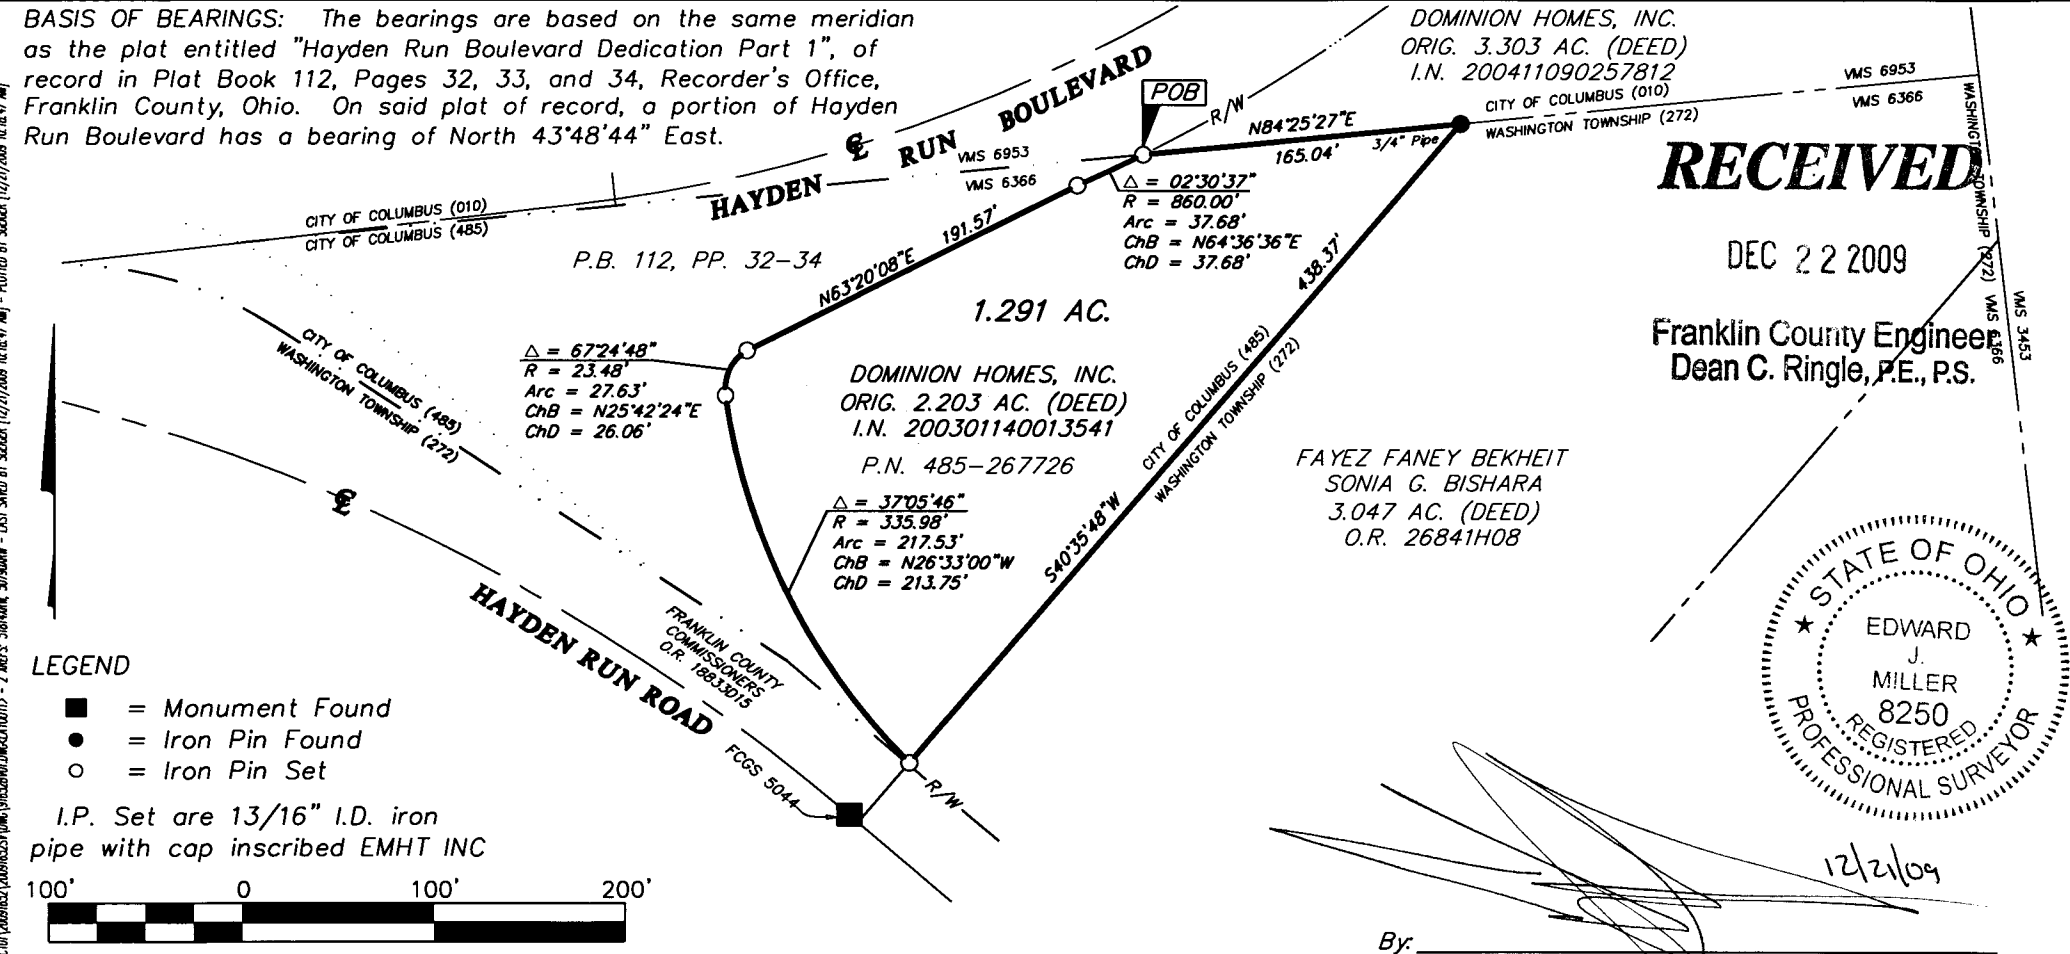 BASIS OF BEARINGS: The bearings are based on the same meridian
as the plat entitled "Hayden Run Boulevard Dedication Part 1", of
record in Plat Book 112, Pages 32, 33, and 34, Recorder's Office,
Franklin County, Ohio. On said plat of record, a portion of Hayden
Run Boulevard has a bearing of North 43°48'44" East.
DOMINION HOMES, INC.
ORIG. 3.303 AC. (DEED)
I.N. 200411090257812
VMS 6953
VMS 6366
CITY OF COLUMBUS (010)
WASHINGTON TOWNSHIP (272)
WASHINGTON TOWNSHIP (272)
VMS 6366
VMS 3453
POB
R/W
N84°25'27"E
165.04'
3/4" Pipe
HAYDEN RUN BOULEVARD
VMS 6953
VMS 6366
CITY OF COLUMBUS (010)
CITY OF COLUMBUS (485)
P.B. 112, PP. 32-34
191.57'
N63°20'08"E
Δ = 02°30'37"
R = 860.00'
Arc = 37.68'
ChB = N64°36'36"E
ChD = 37.68'
438.37'
1.291 AC.
RECEIVED
DEC 22 2009
Franklin County Engineer
Dean C. Ringle, P.E., P.S.
CITY OF COLUMBUS (485)
WASHINGTON TOWNSHIP (272)
Δ = 67°24'48"
R = 23.48'
Arc = 27.63'
ChB = N25°42'24"E
ChD = 26.06'
DOMINION HOMES, INC.
ORIG. 2.203 AC. (DEED)
I.N. 200301140013541
P.N. 485-267726
CITY OF COLUMBUS (485)
WASHINGTON TOWNSHIP (272)
S40°35'48"W
Δ = 37°05'46"
R = 335.98'
Arc = 217.53'
ChB = N26°33'00"W
ChD = 213.75'
FAYEZ FANEY BEKHEIT
SONIA G. BISHARA
3.047 AC. (DEED)
O.R. 26841H08
HAYDEN RUN ROAD
FRANKLIN COUNTY
COMMISSIONERS
O.R. 18833D15
FCGS 5044
R/W
STATE OF OHIO
EDWARD
J.
MILLER
8250
REGISTERED
PROFESSIONAL SURVEYOR
LEGEND
= Monument Found
= Iron Pin Found
= Iron Pin Set
I.P. Set are 13/16" I.D. iron
pipe with cap inscribed EMHT INC
100' 0 100' 200'
12/21/09
By: